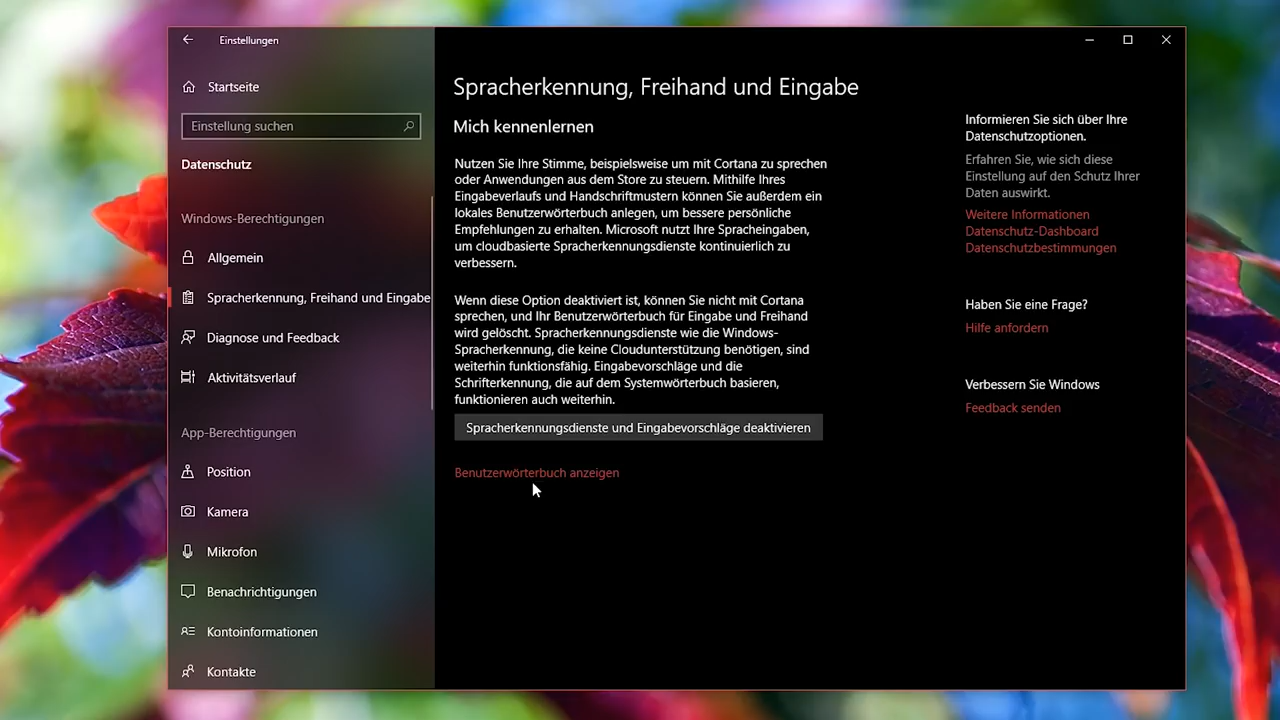 Einstellungen
Startseite
Einstellung suchen
Datenschutz
Windows-Berechtigungen
Allgemein
Spracherkennung, Freihand und Eingabe
Diagnose und Feedback
Aktivitätsverlauf
App-Berechtigungen
Position
Kamera
Mikrofon
Benachrichtigungen
Kontoinformationen
Kontakte
Spracherkennung, Freihand und Eingabe
Mich kennenlernen
Nutzen Sie Ihre Stimme, beispielsweise um mit Cortana zu sprechen
oder Anwendungen aus dem Store zu steuern. Mithilfe Ihres
Eingabeverlaufs und Handschriftmustern können Sie außerdem ein
lokales Benutzerwörterbuch anlegen, um bessere persönliche
Empfehlungen zu erhalten. Microsoft nutzt Ihre Spracheingaben,
um cloudbasierte Spracherkennungsdienste kontinuierlich zu
verbessern.
Wenn diese Option deaktiviert ist, können Sie nicht mit Cortana
sprechen, und Ihr Benutzerwörterbuch für Eingabe und Freihand
wird gelöscht. Spracherkennungsdienste wie die Windows-
Spracherkennung, die keine Cloudunterstützung benötigen, sind
weiterhin funktionsfähig. Eingabevorschläge und die
Schrifterkennung, die auf dem Systemwörterbuch basieren,
funktionieren auch weiterhin.
Spracherkennungsdienste und Eingabevorschläge deaktivieren
Benutzerwörterbuch anzeigen
Informieren Sie sich über Ihre
Datenschutzoptionen.
Erfahren Sie, wie sich diese
Einstellung auf den Schutz Ihrer
Daten auswirkt.
Weitere Informationen
Datenschutz-Dashboard
Datenschutzbestimmungen
Haben Sie eine Frage?
Hilfe anfordern
Verbessern Sie Windows
Feedback senden